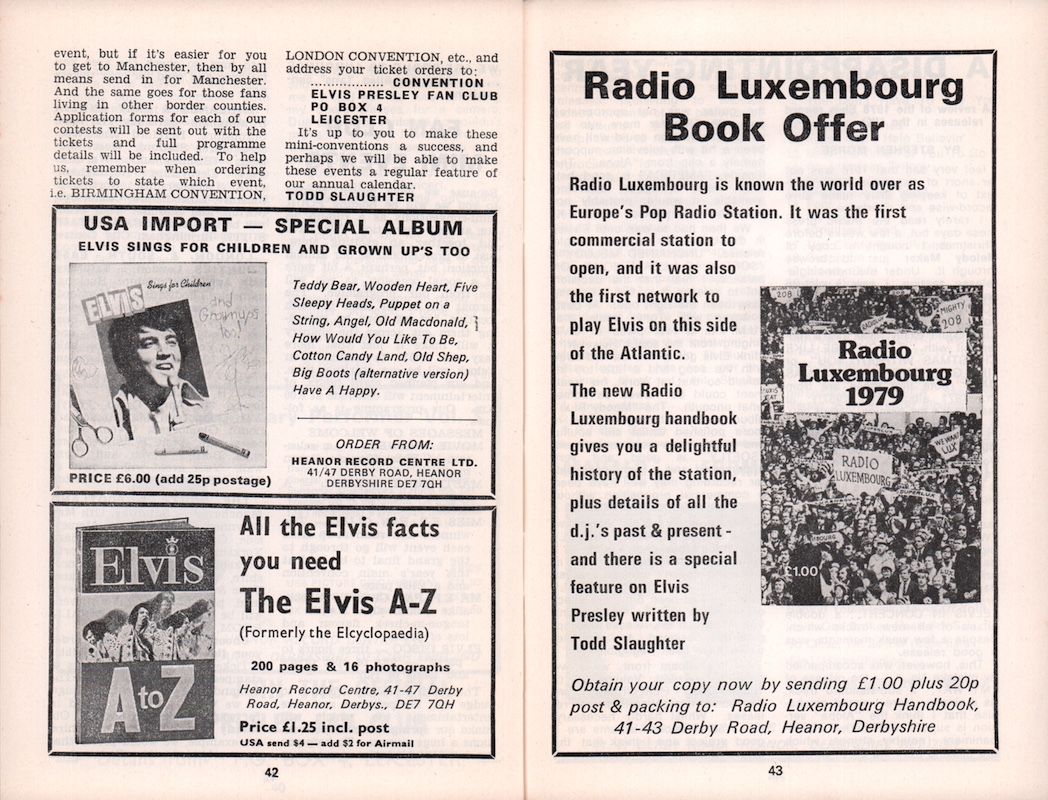 event, but if it's easier for you
to get to Manchester, then by all
means send in for Manchester.
And the same goes for those fans
living in other border counties.
Application forms for each of our
contests will be sent out with the
tickets and full programme
details will be included. To help
us, remember when ordering
tickets to state which event,
i.e. BIRMINGHAM CONVENTION,
LONDON CONVENTION, etc., and
address your ticket orders to:
.................. CONVENTION
ELVIS PRESLEY FAN CLUB
PO BOX 4
LEICESTER
It's up to you to make these
mini-conventions a success, and
perhaps we will be able to make
these events a regular feature of
our annual calendar.
TODD SLAUGHTER
USA IMPORT — SPECIAL ALBUM
ELVIS SINGS FOR CHILDREN AND GROWN UP'S TOO
ELVIS
Sings for Children
and
Grownups
too!
Teddy Bear, Wooden Heart, Five
Sleepy Heads, Puppet on a
String, Angel, Old Macdonald,
How Would You Like To Be,
Cotton Candy Land, Old Shep,
Big Boots (alternative version)
Have A Happy.
ORDER FROM:
HEANOR RECORD CENTRE LTD.
41/47 DERBY ROAD, HEANOR
DERBYSHIRE DE7 7QH
PRICE £6.00 (add 25p postage)
Elvis
A to Z
All the Elvis facts
you need
The Elvis A-Z
(Formerly the Elcyclopaedia)
200 pages & 16 photographs
Heanor Record Centre, 41-47 Derby
Road, Heanor, Derbys., DE7 7QH
Price £1.25 incl. post
USA send $4 — add $2 for Airmail
42
Radio Luxembourg
Book Offer
Radio Luxembourg is known the world over as
Europe's Pop Radio Station. It was the first
commercial station to
open, and it was also
the first network to
play Elvis on this side
of the Atlantic.
The new Radio
Luxembourg handbook
gives you a delightful
history of the station,
plus details of all the
d.j.'s past & present -
and there is a special
feature on Elvis
Presley written by
Todd Slaughter
208
MIGHTY
208
Radio
Luxembourg
1979
WE WANT
LUX
RADIO
LUXEMBOURG
SUPERLUX
£1.00
Obtain your copy now by sending £1.00 plus 20p
post & packing to: Radio Luxembourg Handbook,
41-43 Derby Road, Heanor, Derbyshire
43